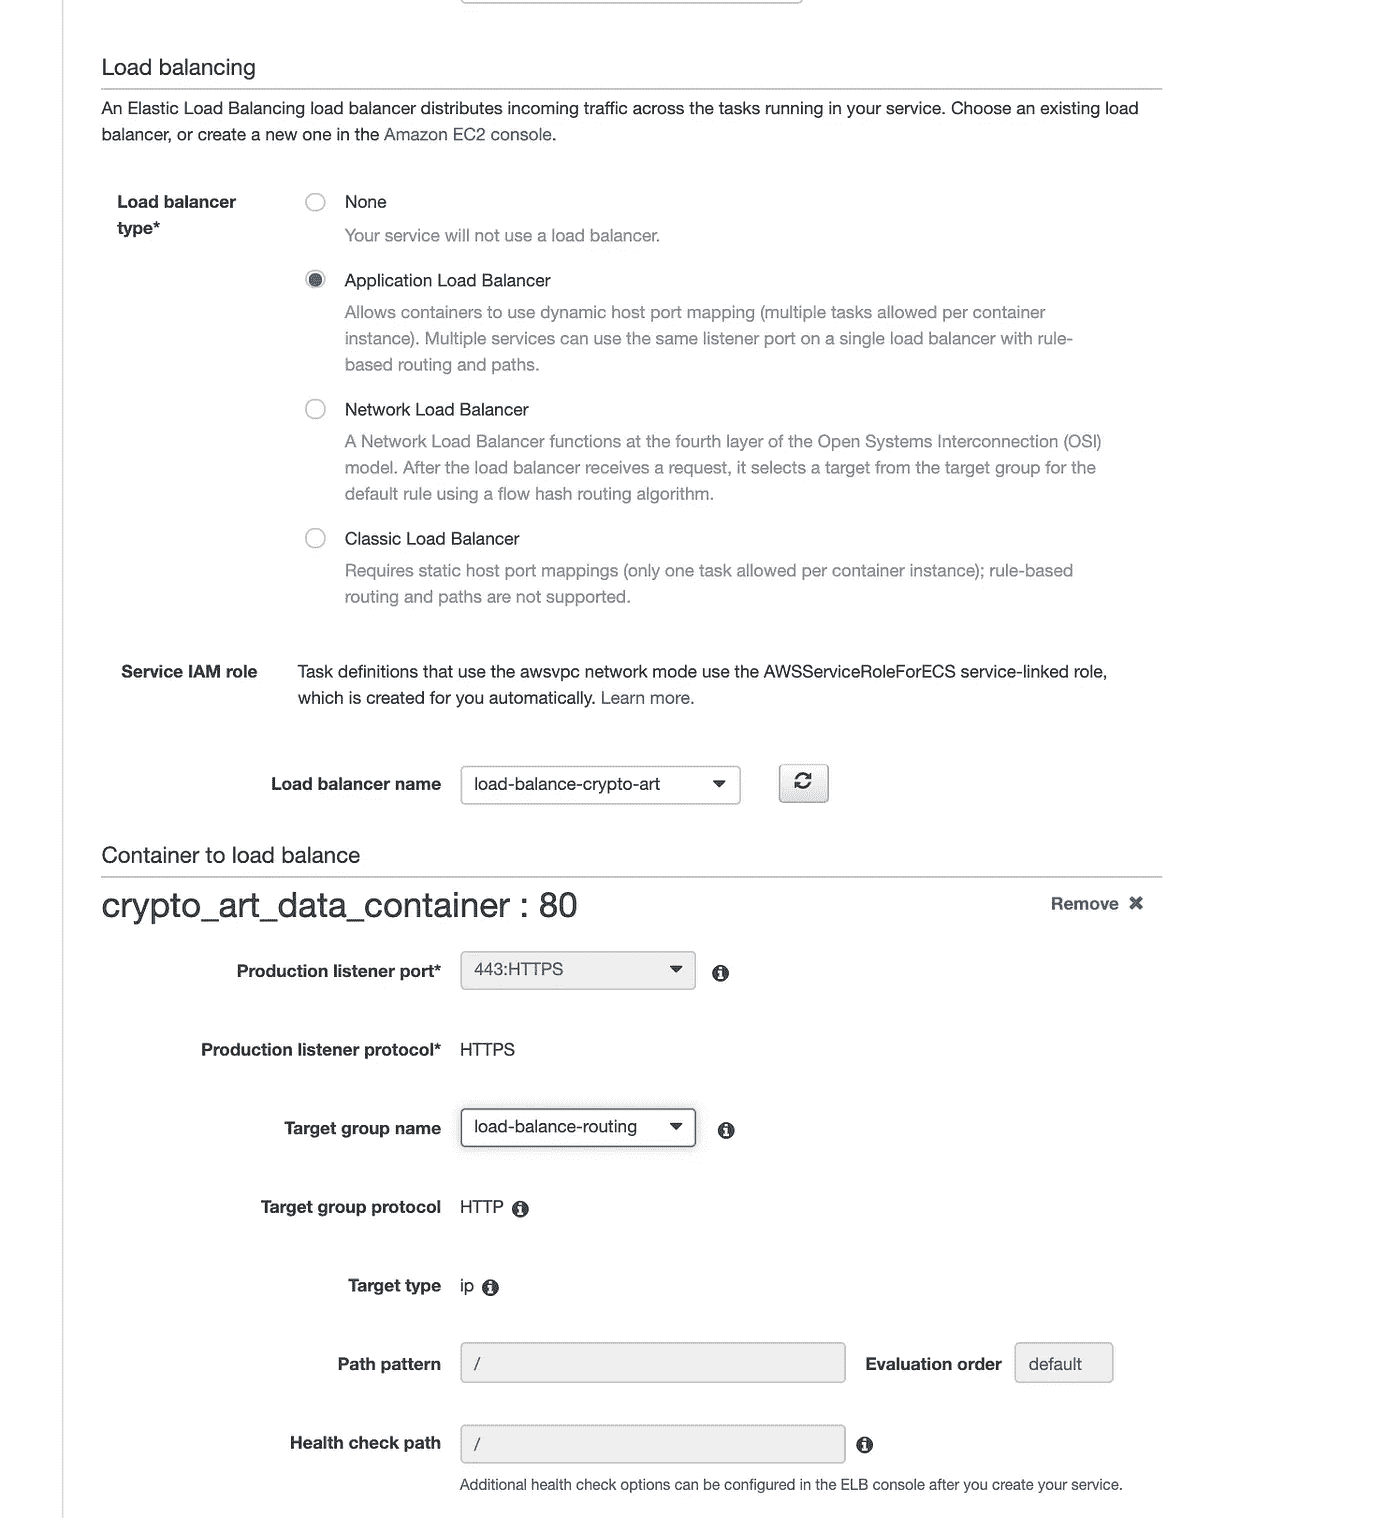 Load balancing
An Elastic Load Balancing load balancer distributes incoming traffic across the tasks running in your service. Choose an existing load
balancer, or create a new one in the Amazon EC2 console.
Load balancer
type*
None
Your service will not use a load balancer.
Application Load Balancer
Allows containers to use dynamic host port mapping (multiple tasks allowed per container
instance). Multiple services can use the same listener port on a single load balancer with rule-
based routing and paths.
Network Load Balancer
A Network Load Balancer functions at the fourth layer of the Open Systems Interconnection (OSI)
model. After the load balancer receives a request, it selects a target from the target group for the
default rule using a flow hash routing algorithm.
Classic Load Balancer
Requires static host port mappings (only one task allowed per container instance); rule-based
routing and paths are not supported.
Service IAM role Task definitions that use the awsvpc network mode use the AWSServiceRoleForECS service-linked role,
which is created for you automatically. Learn more.
Load balancer name load-balance-crypto-art
Container to load balance
crypto_art_data_container : 80 Remove
Production listener port* 443:HTTPS
Production listener protocol* HTTPS
Target group name load-balance-routing
Target group protocol HTTP
Target type ip
Path pattern / Evaluation order default
Health check path /
Additional health check options can be configured in the ELB console after you create your service.